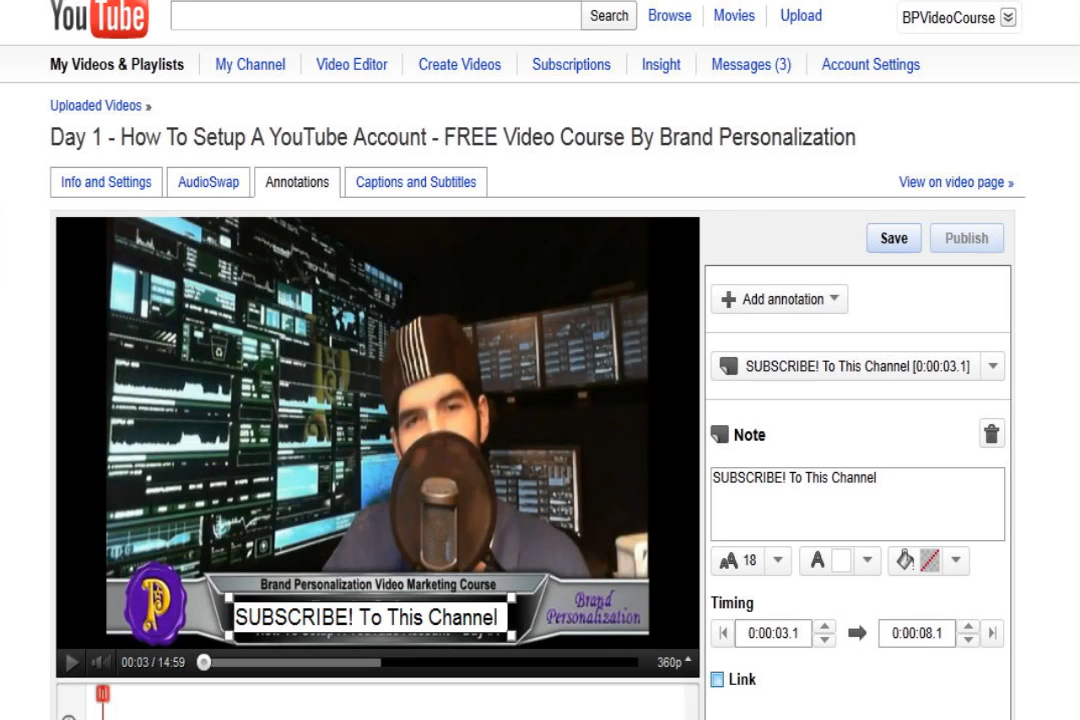 YouTube Search Browse Movies Upload BPVideoCourse
My Videos & Playlists My Channel Video Editor Create Videos Subscriptions Insight Messages (3) Account Settings
Uploaded Videos »
Day 1 - How To Setup A YouTube Account - FREE Video Course By Brand Personalization
Info and Settings AudioSwap Annotations Captions and Subtitles View on video page »
Save Publish
Add annotation
SUBSCRIBE! To This Channel [0:00:03.1]
Note
SUBSCRIBE! To This Channel
A 18 A
Timing
0:00:03.1 0:00:08.1
Link
Brand Personalization Video Marketing Course
P
SUBSCRIBE! To This Channel
Brand
Personalization
00:03 / 14:59 360p